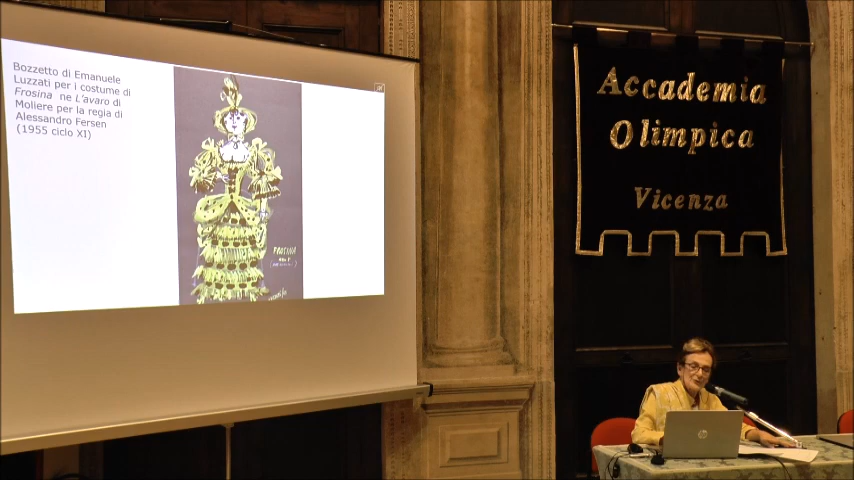 Bozzetto di Emanuele
Luzzati per i costume di
Frosina ne L'avaro di
Moliere per la regia di
Alessandro Fersen
(1955 ciclo XI)
FROSINA
Accademia
Olimpica
Vicenza
hp